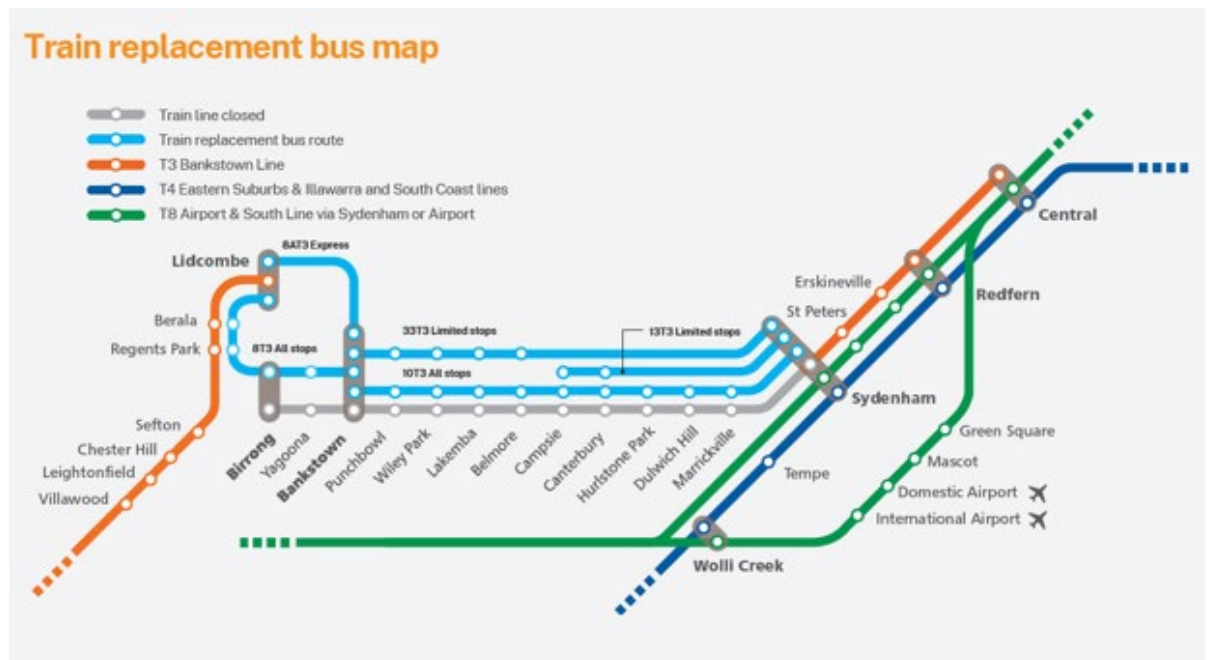 Train replacement bus map
Train line closed
Train replacement bus route
T3 Bankstown Line
T4 Eastern Suburbs & Illawarra and South Coast lines
T8 Airport & South Line via Sydenham or Airport
Central
Lidcombe
8AT3 Express
Erskineville
Redfern
St Peters
Berala
33T3 Limited stops
13T3 Limited stops
Regents Park
8T3 All stops
10T3 All stops
Sydenham
Sefton
Chester Hill
Leightonfield
Villawood
Birrong
Yagoona
Bankstown
Punchbowl
Wiley Park
Lakemba
Belmore
Campsie
Canterbury
Hurlstone Park
Dulwich Hill
Marrickville
Green Square
Mascot
Tempe
Domestic Airport
International Airport
Wolli Creek